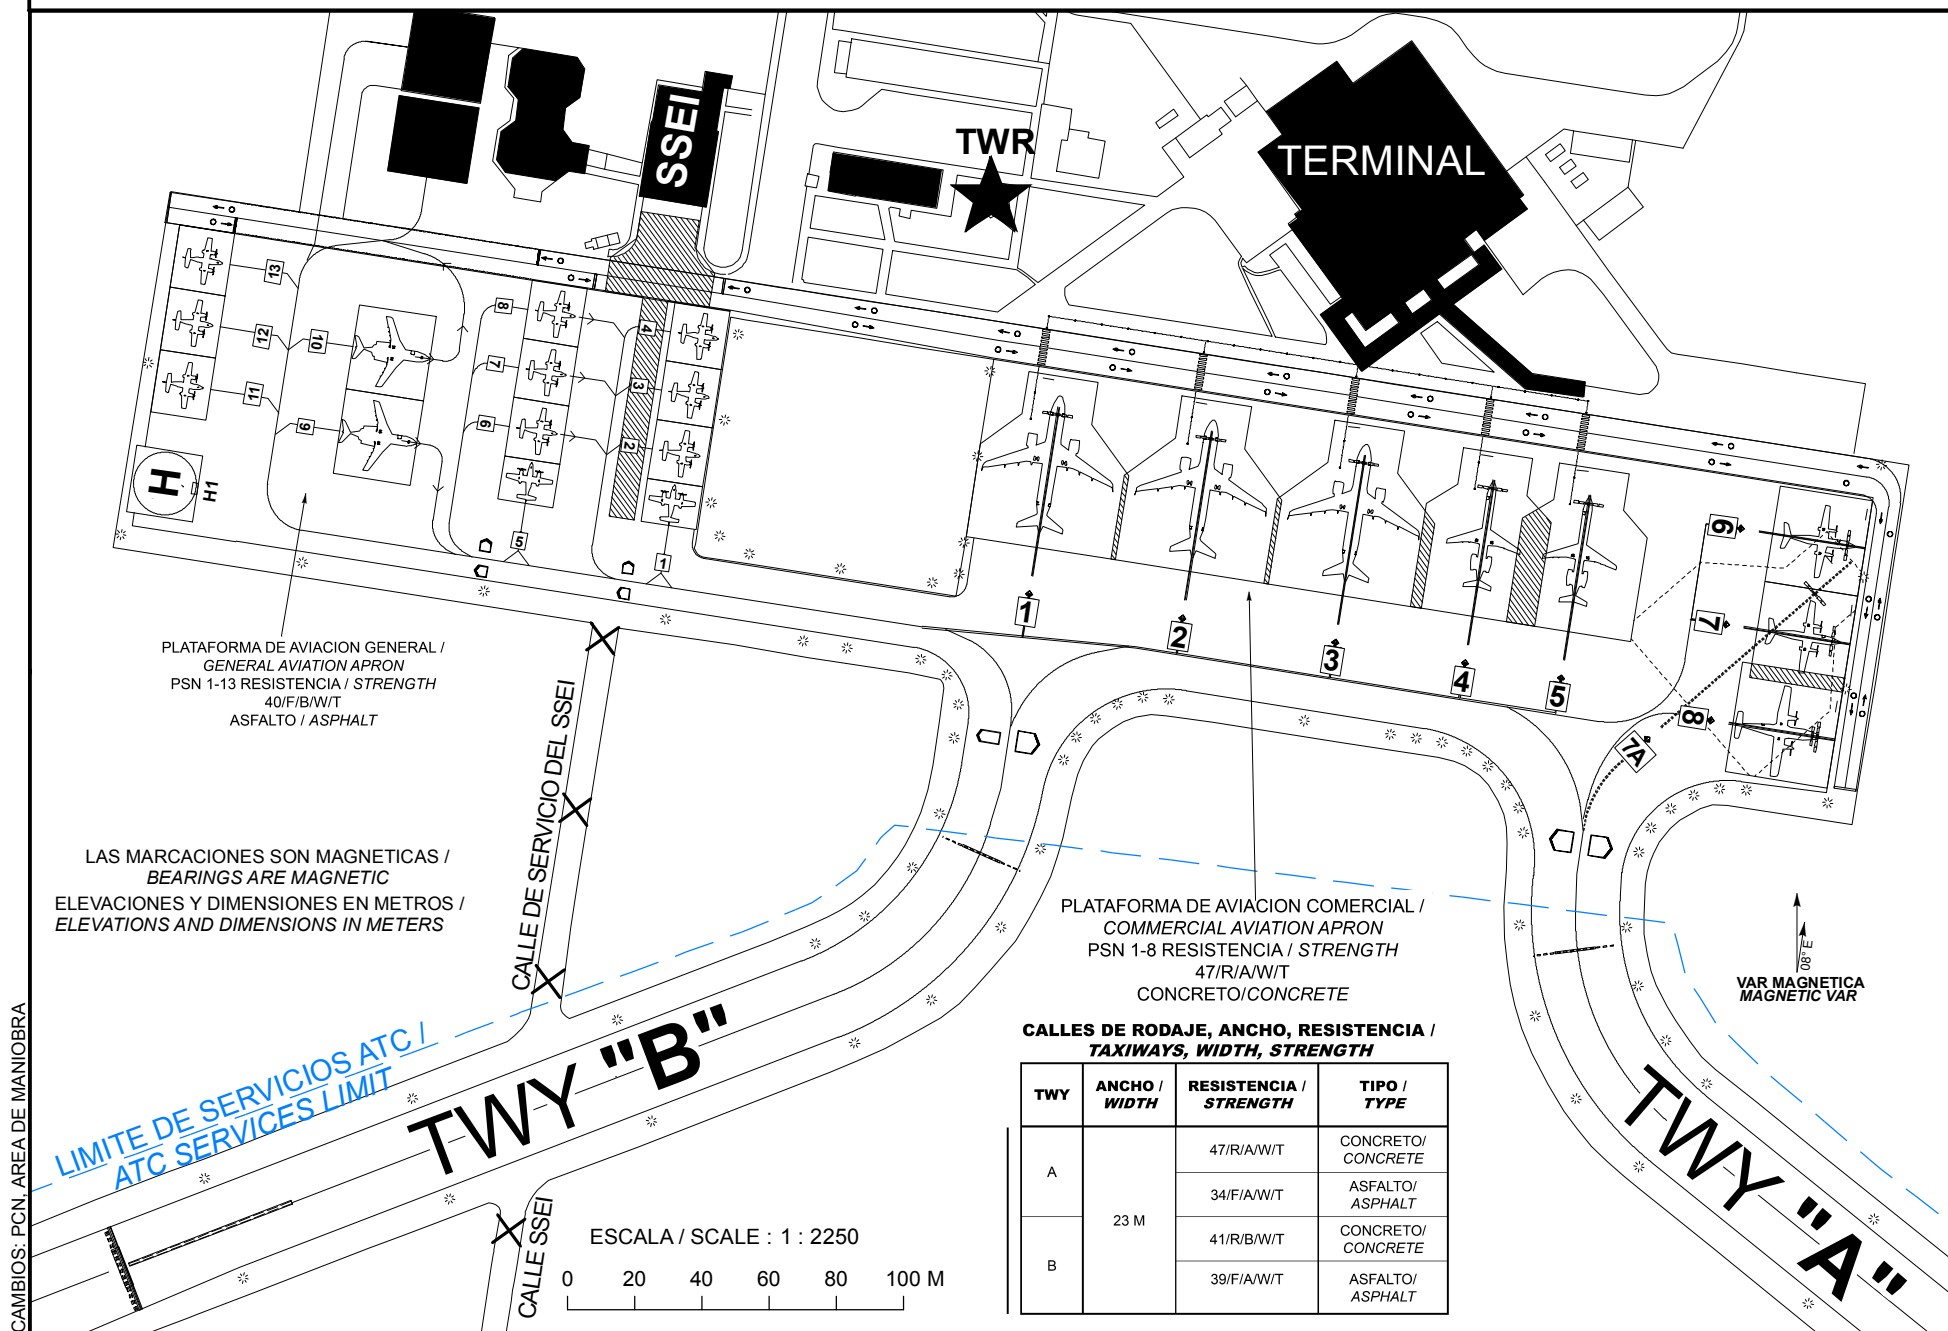 SSEI
TWR
TERMINAL
13
12
11
10
9
8
7
6
5
4
3
2
1
H
H1
1
2
3
4
5
6
7
8
7A
PLATAFORMA DE AVIACION GENERAL /
GENERAL AVIATION APRON
PSN 1-13 RESISTENCIA / STRENGTH
40/F/B/W/T
ASFALTO / ASPHALT
CALLE DE SERVICIO DEL SSEI
LAS MARCACIONES SON MAGNETICAS /
BEARINGS ARE MAGNETIC
ELEVACIONES Y DIMENSIONES EN METROS /
ELEVATIONS AND DIMENSIONS IN METERS
PLATAFORMA DE AVIACION COMERCIAL /
COMMERCIAL AVIATION APRON
PSN 1-8 RESISTENCIA / STRENGTH
47/R/A/W/T
CONCRETO/CONCRETE
08° E
VAR MAGNETICA
MAGNETIC VAR
LIMITE DE SERVICIOS ATC /
ATC SERVICES LIMIT
TWY "B"
TWY "A"
CALLES DE RODAJE, ANCHO, RESISTENCIA /
TAXIWAYS, WIDTH, STRENGTH
TWY
ANCHO /
WIDTH
RESISTENCIA /
STRENGTH
TIPO /
TYPE
A
23 M
47/R/A/W/T
CONCRETO/
CONCRETE
34/F/A/W/T
ASFALTO/
ASPHALT
B
41/R/B/W/T
CONCRETO/
CONCRETE
39/F/A/W/T
ASFALTO/
ASPHALT
CALLE SSEI
ESCALA / SCALE : 1 : 2250
0 20 40 60 80 100 M
CAMBIOS: PCN, AREA DE MANIOBRA